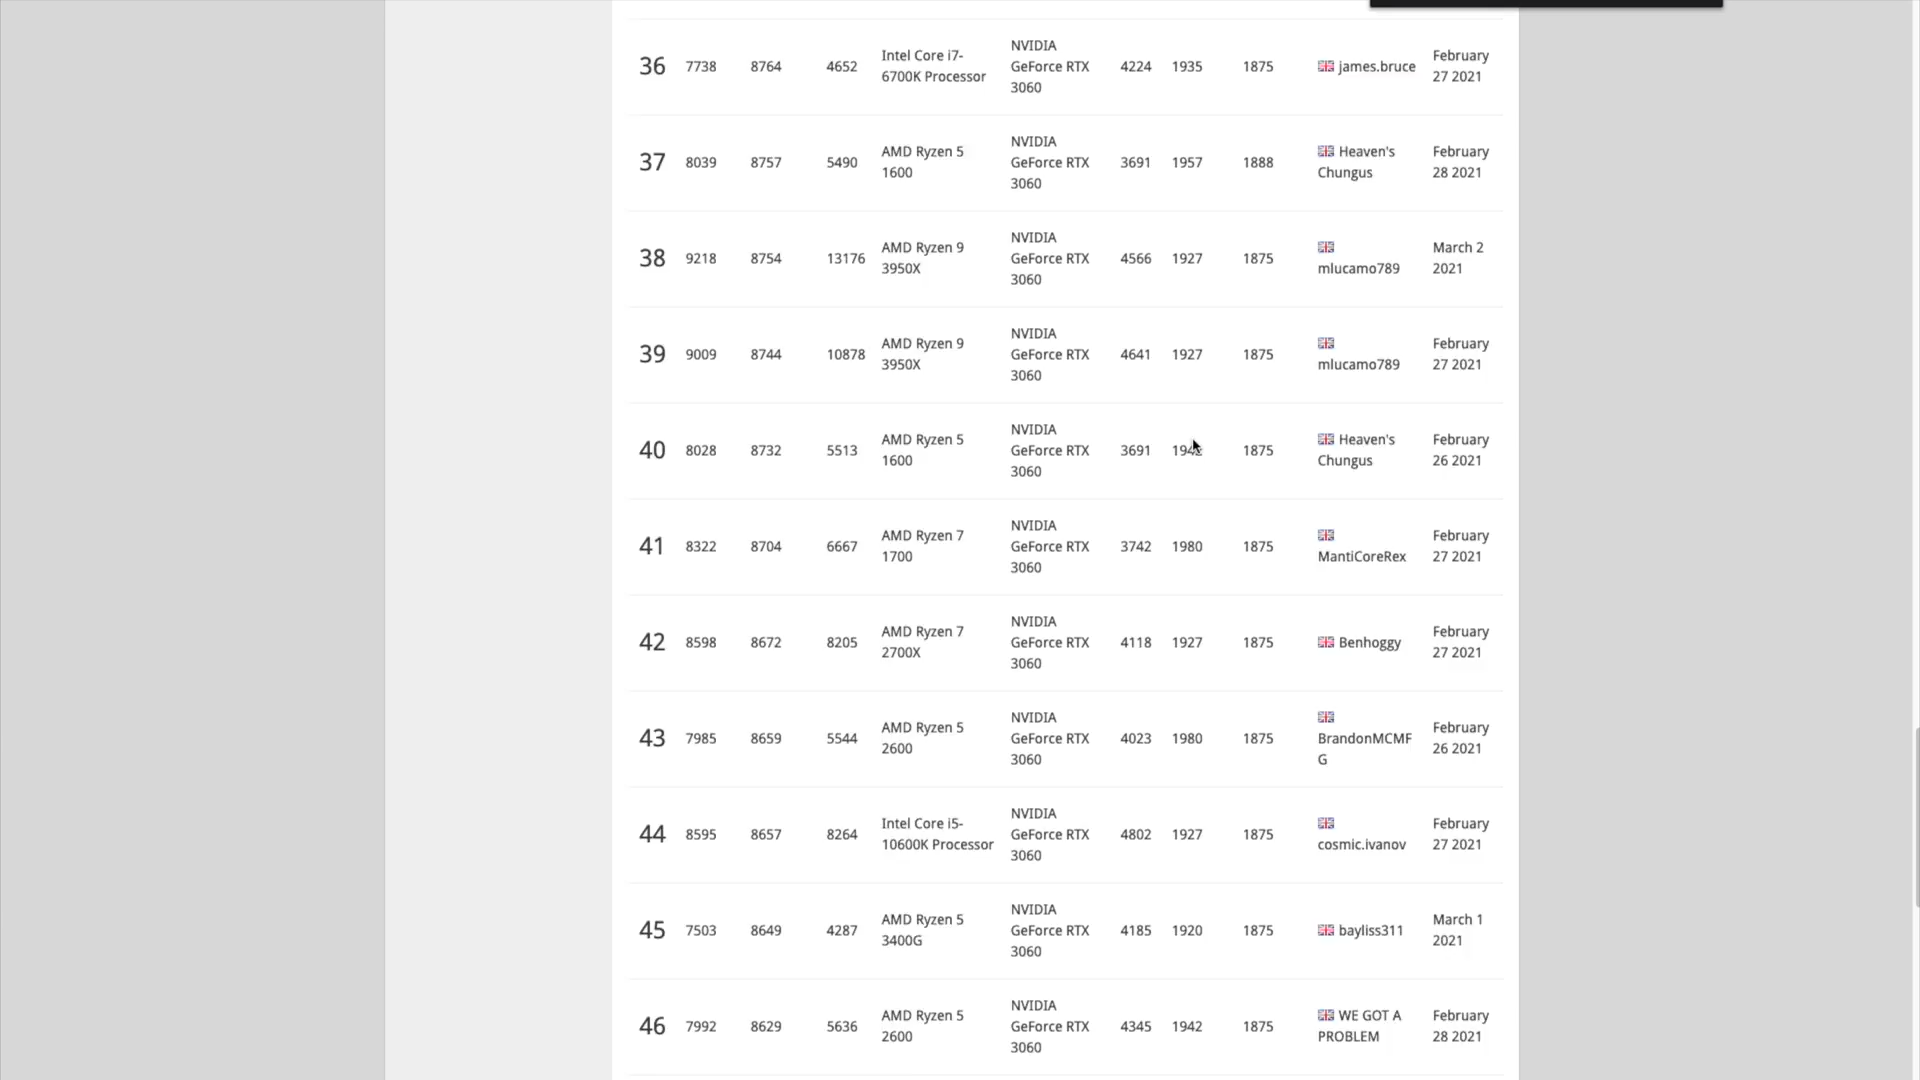 36 7738 8764 4652 Intel Core i7-6700K Processor NVIDIA GeForce RTX 3060 4224 1935 1875 james.bruce February 27 2021
37 8039 8757 5490 AMD Ryzen 5 1600 NVIDIA GeForce RTX 3060 3691 1957 1888 Heaven's Chungus February 28 2021
38 9218 8754 13176 AMD Ryzen 9 3950X NVIDIA GeForce RTX 3060 4566 1927 1875 mlucamo789 March 2 2021
39 9009 8744 10878 AMD Ryzen 9 3950X NVIDIA GeForce RTX 3060 4641 1927 1875 mlucamo789 February 27 2021
40 8028 8732 5513 AMD Ryzen 5 1600 NVIDIA GeForce RTX 3060 3691 1942 1875 Heaven's Chungus February 26 2021
41 8322 8704 6667 AMD Ryzen 7 1700 NVIDIA GeForce RTX 3060 3742 1980 1875 MantiCoreRex February 27 2021
42 8598 8672 8205 AMD Ryzen 7 2700X NVIDIA GeForce RTX 3060 4118 1927 1875 Benhoggy February 27 2021
43 7985 8659 5544 AMD Ryzen 5 2600 NVIDIA GeForce RTX 3060 4023 1980 1875 BrandonMCMFG February 26 2021
44 8595 8657 8264 Intel Core i5-10600K Processor NVIDIA GeForce RTX 3060 4802 1927 1875 cosmic.ivanov February 27 2021
45 7503 8649 4287 AMD Ryzen 5 3400G NVIDIA GeForce RTX 3060 4185 1920 1875 bayliss311 March 1 2021
46 7992 8629 5636 AMD Ryzen 5 2600 NVIDIA GeForce RTX 3060 4345 1942 1875 WE GOT A PROBLEM February 28 2021